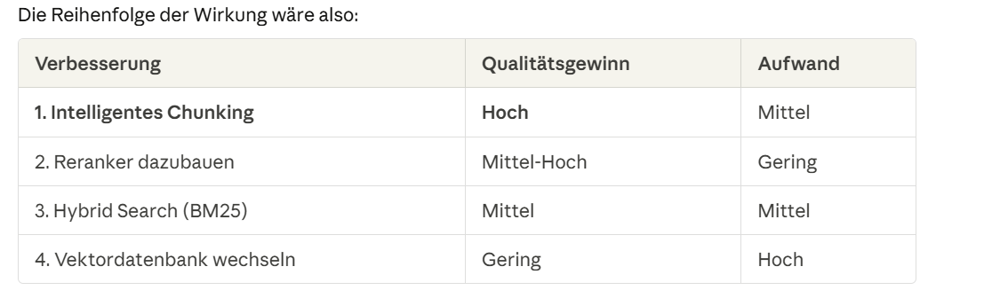 Die Reihenfolge der Wirkung wäre also:
Verbesserung Qualitätsgewinn Aufwand
1. Intelligentes Chunking Hoch Mittel
2. Reranker dazubauen Mittel-Hoch Gering
3. Hybrid Search (BM25) Mittel Mittel
4. Vektordatenbank wechseln Gering Hoch